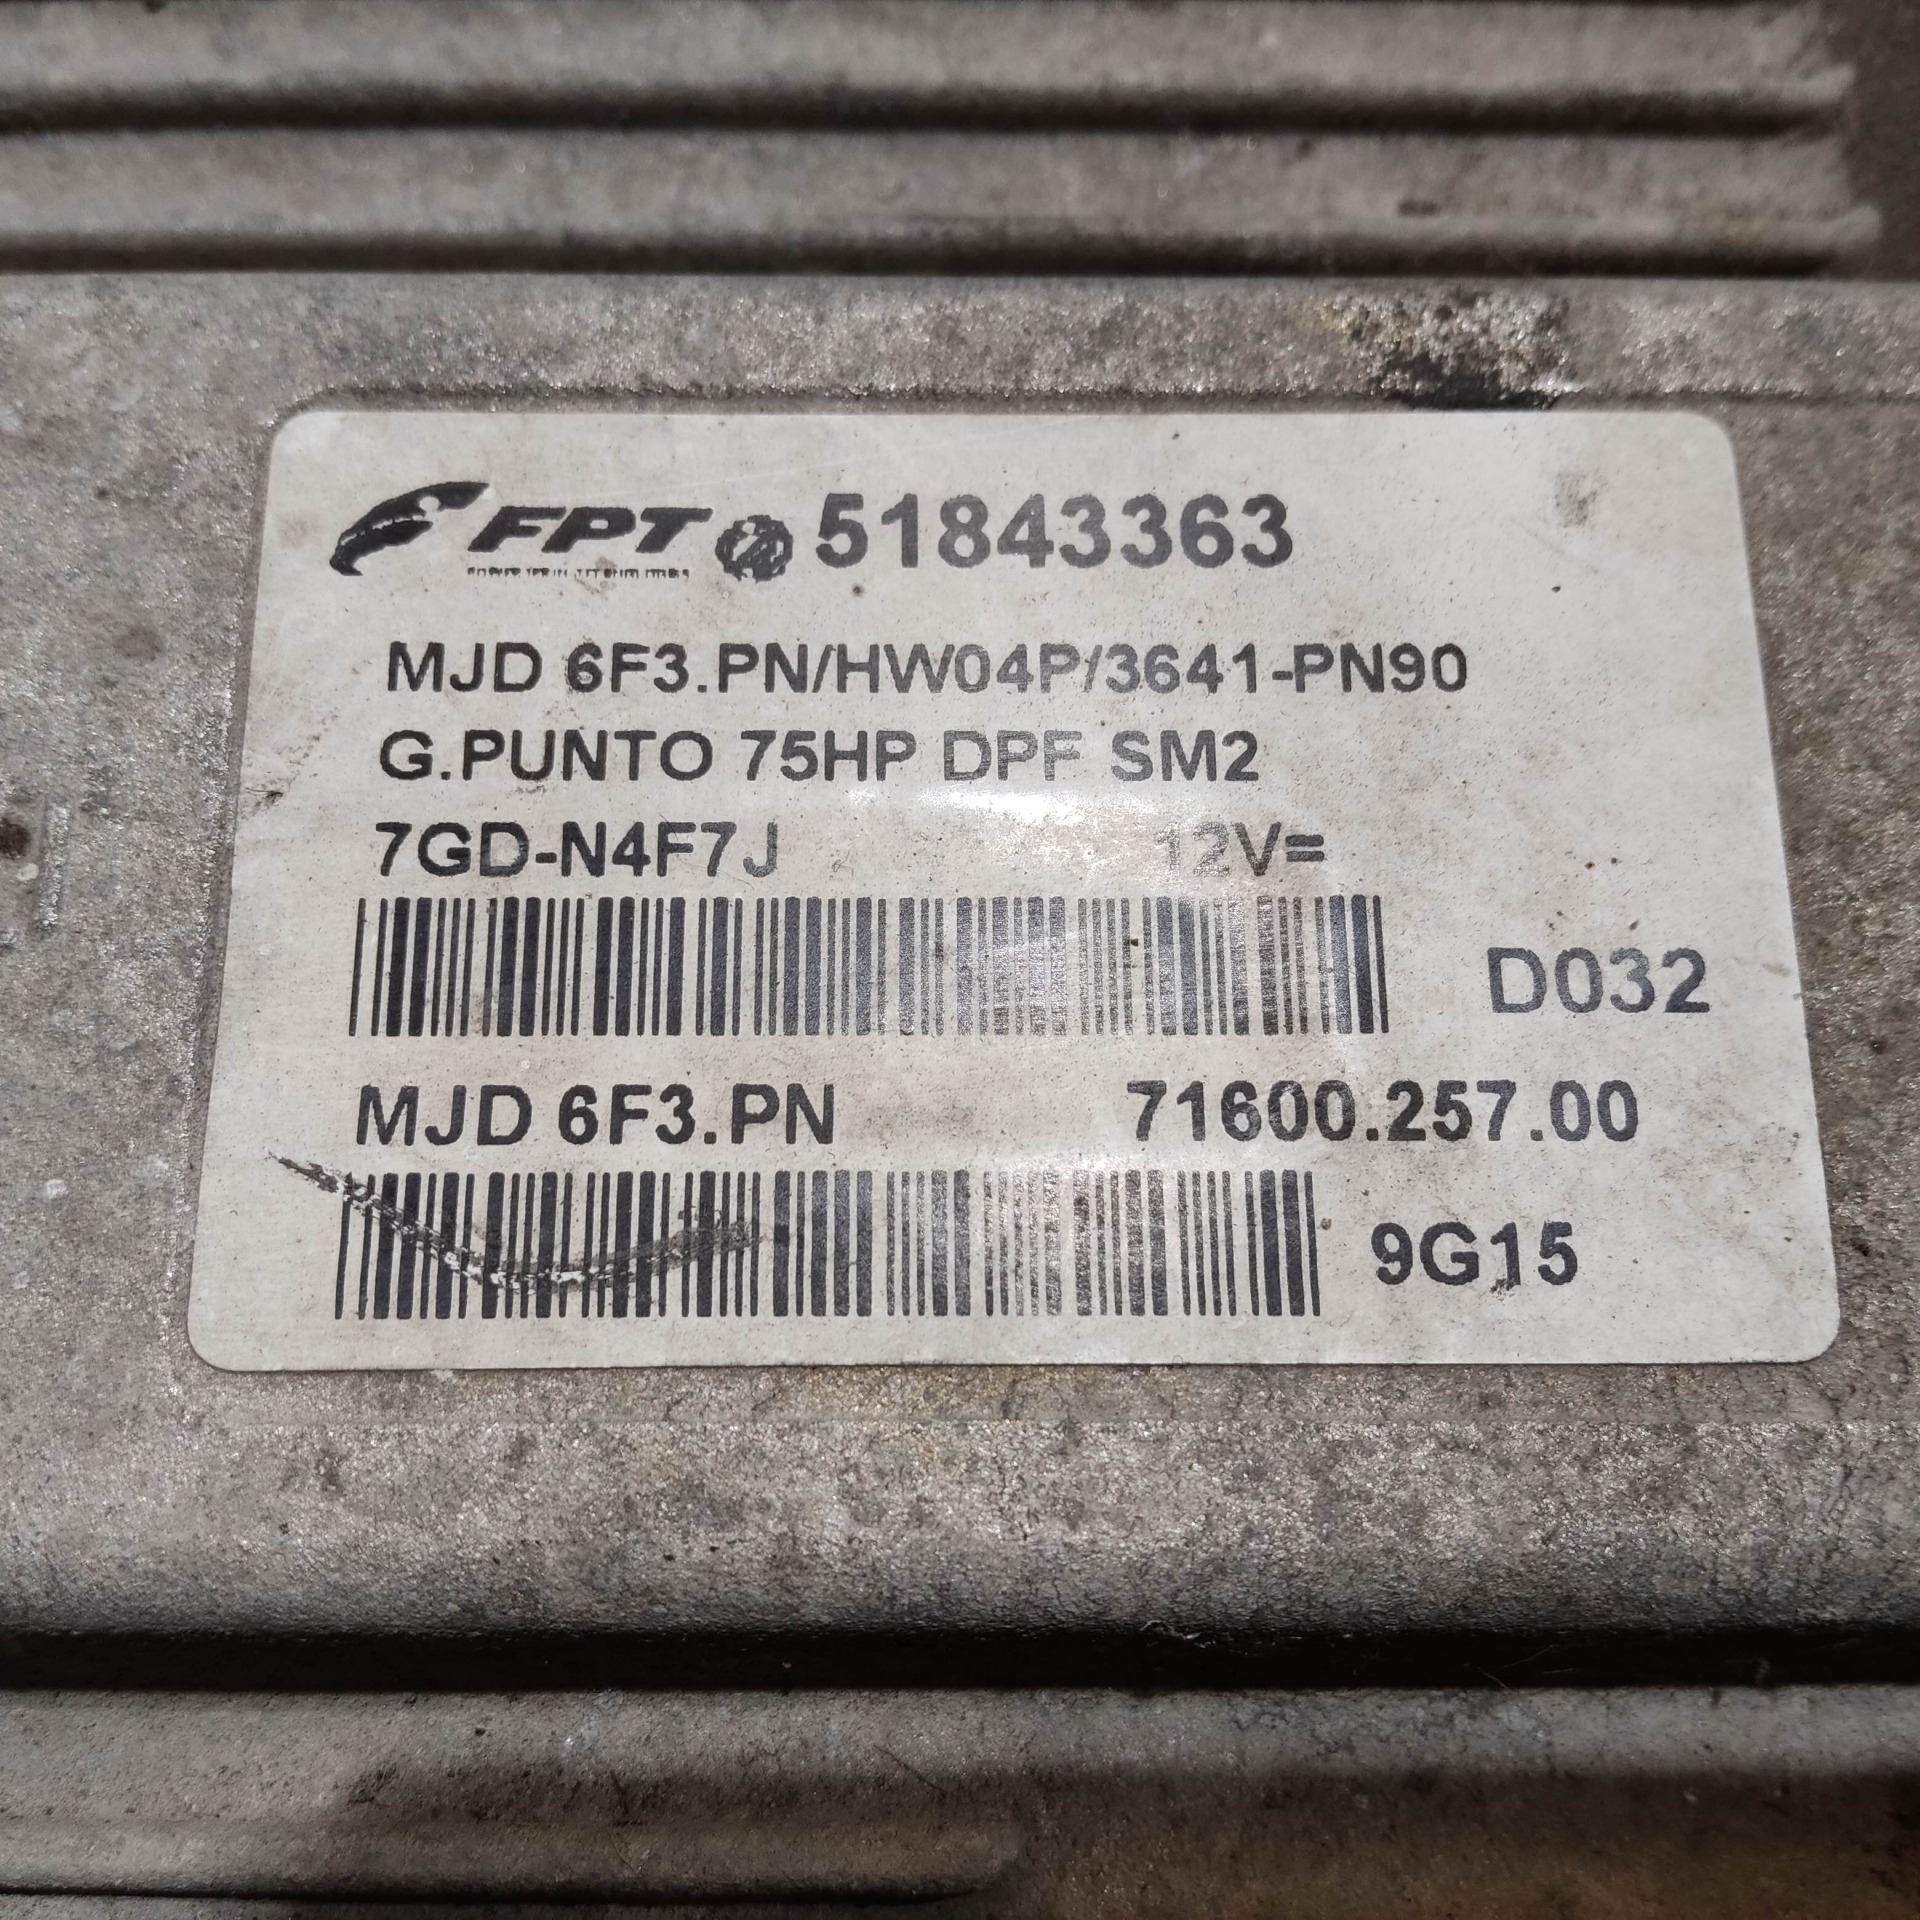 FPT 51843363
MJD 6F3.PN/HW04P/3641-PN90
G.PUNTO 75HP DPF SM2
7GD-N4F7J 12V=
D032
MJD 6F3.PN 71600.257.00
9G15